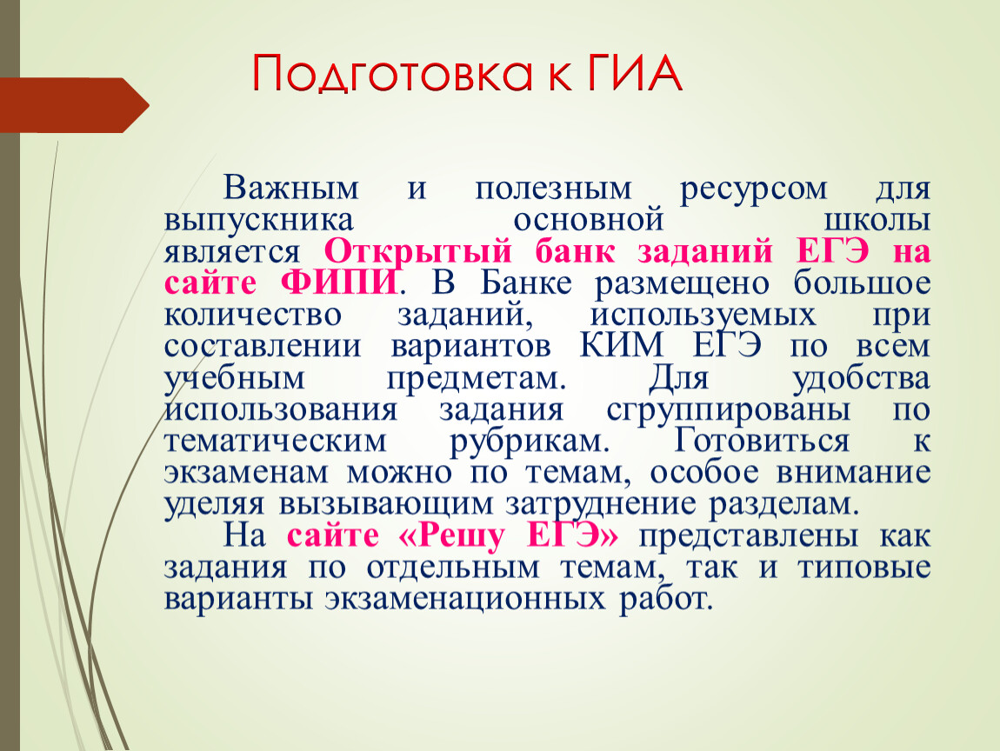 Подготовка к ГИА
Важным и полезным ресурсом для
выпускника основной школы
является Открытый банк заданий ЕГЭ на
сайте ФИПИ. В Банке размещено большое
количество заданий, используемых при
составлении вариантов КИМ ЕГЭ по всем
учебным предметам. Для удобства
использования задания сгруппированы по
тематическим рубрикам. Готовиться к
экзаменам можно по темам, особое внимание
уделяя вызывающим затруднение разделам.
На сайте «Решу ЕГЭ» представлены как
задания по отдельным темам, так и типовые
варианты экзаменационных работ.